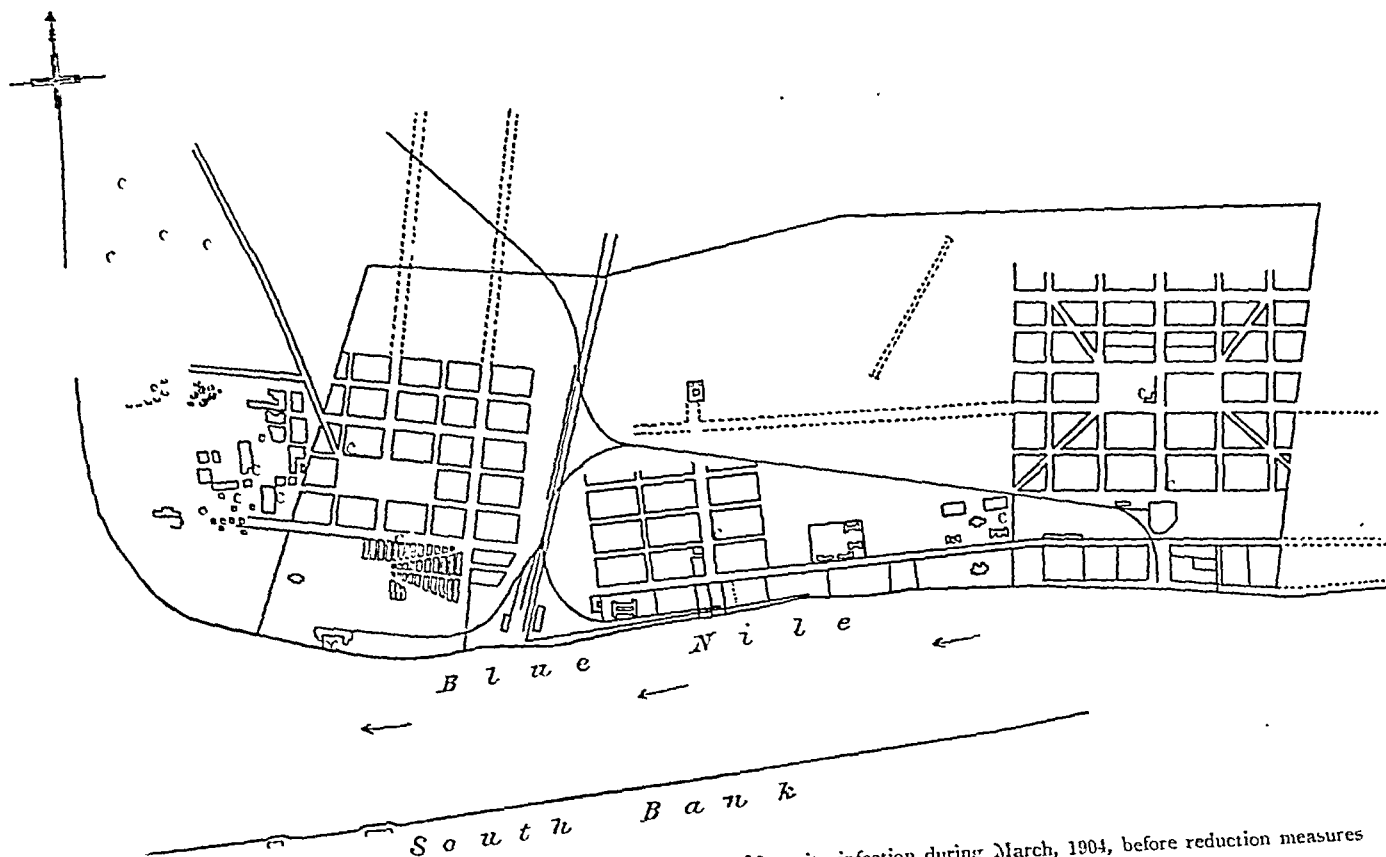 Blue Nile
South Bank
infection during March, 1904, before reduction measures